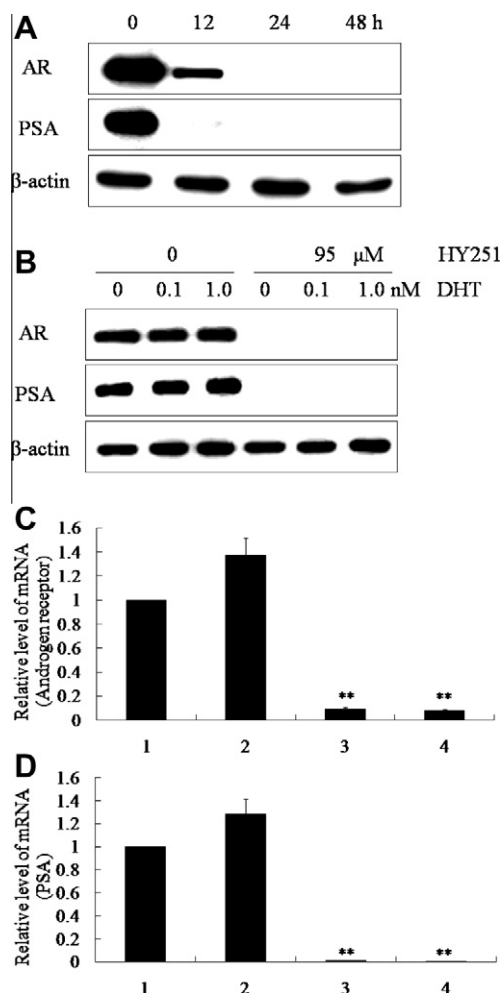 A 0 12 24 48 h
AR
PSA
β-actin
B 0 95 μM HY251
0 0.1 1.0 0 0.1 1.0 nM DHT
AR
PSA
β-actin
C
Relative level of mRNA
(Androgen receptor)
1.6
1.4
1.2
1
0.8
0.6
0.4
0.2
0
** **
1 2 3 4
D
Relative level of mRNA
(PSA)
1.6
1.4
1.2
1
0.8
0.6
0.4
0.2
0
** **
1 2 3 4